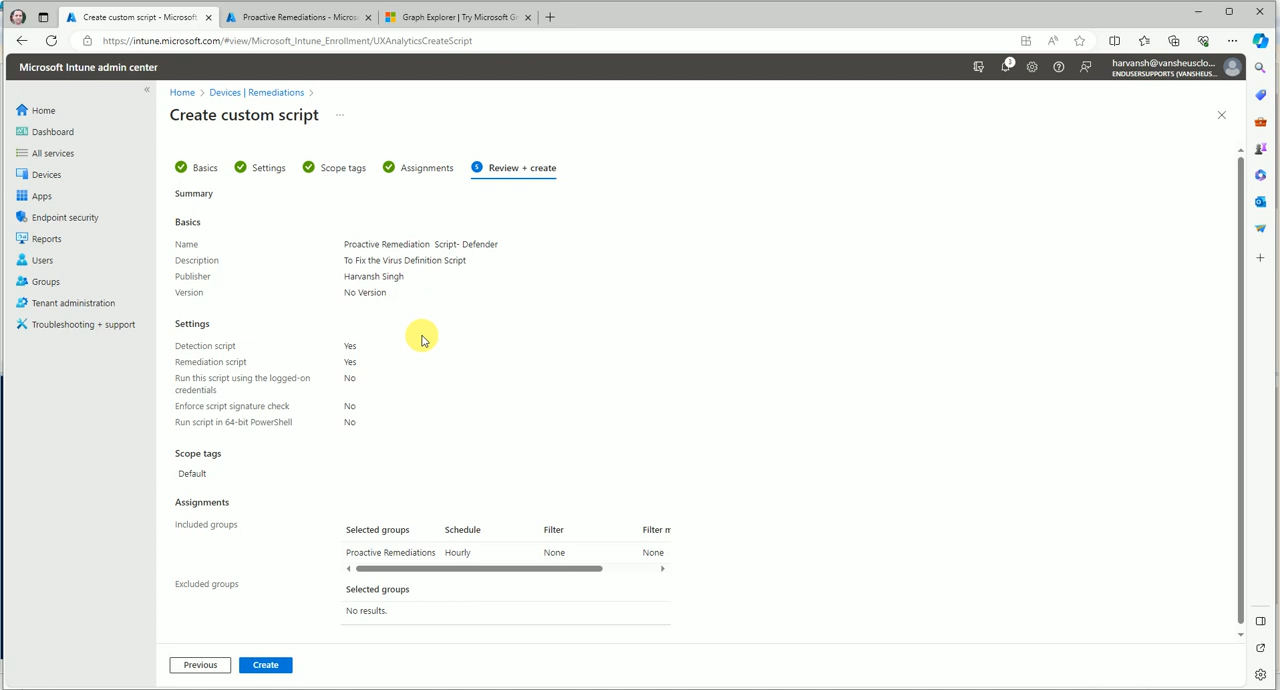 Create custom script - Microsoft
Proactive Remediations - Micros
Graph Explorer | Try Microsoft Gr
https://intune.microsoft.com/#view/Microsoft_Intune_Enrollment/UXAnalyticsCreateScript
Microsoft Intune admin center
3
harvansh@vansheusclo...
ENDUSERSUPPORTS (VANSHEUS...
Home
Dashboard
All services
Devices
Apps
Endpoint security
Reports
Users
Groups
Tenant administration
Troubleshooting + support
Home > Devices | Remediations >
Create custom script ...
Basics
Settings
Scope tags
Assignments
5 Review + create
Summary
Basics
Name Proactive Remediation Script- Defender
Description To Fix the Virus Definition Script
Publisher Harvansh Singh
Version No Version
Settings
Detection script Yes
Remediation script Yes
Run this script using the logged-on No
credentials
Enforce script signature check No
Run script in 64-bit PowerShell No
Scope tags
Default
Assignments
Included groups
Selected groups Schedule Filter Filter m
Proactive Remediations Hourly None None
Excluded groups
Selected groups
No results.
Previous
Create